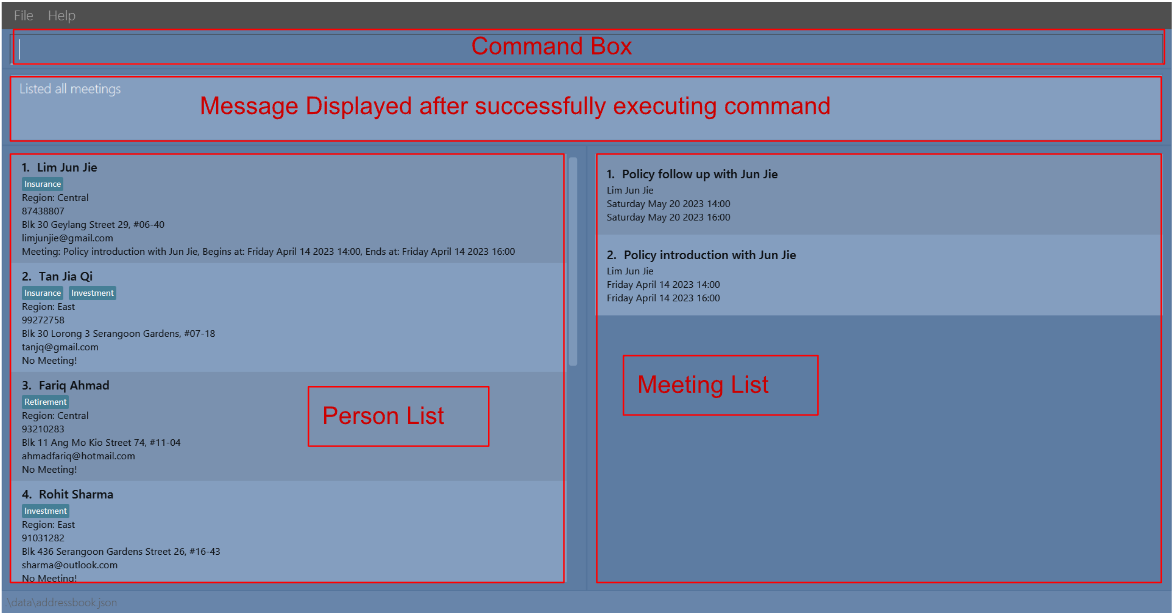 File Help
Command Box
Listed all meetings
Message Displayed after successfully executing command
1. Lim Jun Jie
Insurance
Region: Central
87438807
Blk 30 Geylang Street 29, #06-40
limjunjie@gmail.com
Meeting: Policy introduction with Jun Jie, Begins at: Friday April 14 2023 14:00, Ends at: Friday April 14 2023 16:00
2. Tan Jia Qi
Insurance Investment
Region: East
99272758
Blk 30 Lorong 3 Serangoon Gardens, #07-18
tanjq@gmail.com
No Meeting!
3. Fariq Ahmad
Retirement
Region: Central
93210283
Blk 11 Ang Mo Kio Street 74, #11-04
ahmadfariq@hotmail.com
No Meeting!
Person List
4. Rohit Sharma
Investment
Region: East
91031282
Blk 436 Serangoon Gardens Street 26, #16-43
sharma@outlook.com
No Meeting!
1. Policy follow up with Jun Jie
Lim Jun Jie
Saturday May 20 2023 14:00
Saturday May 20 2023 16:00
2. Policy introduction with Jun Jie
Lim Jun Jie
Friday April 14 2023 14:00
Friday April 14 2023 16:00
Meeting List
\data\addressbook.json